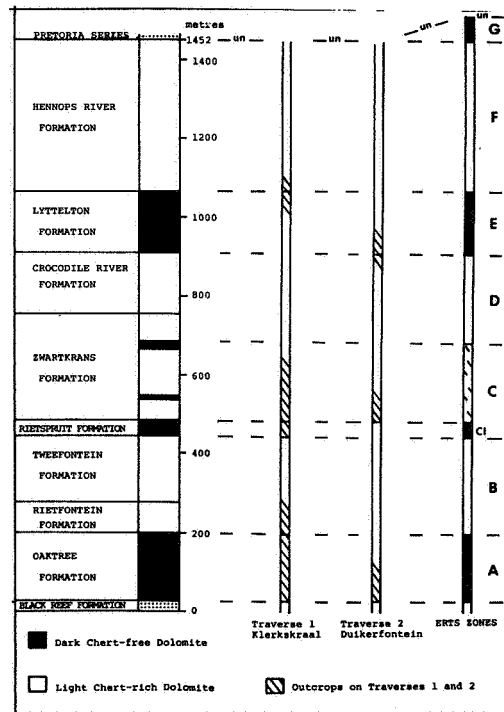 metres
PRETORIA SERIES
1452
un
un
un
un
G
1400
HENNOPS RIVER
FORMATION
F
1200
LYTTELTON
FORMATION
1000
E
CROCODILE RIVER
FORMATION
800
D
ZWARTKRANS
FORMATION
600
C
RIETSPRUIT FORMATION
CI
400
TWEEFONTEIN
FORMATION
B
RIETFONTEIN
FORMATION
200
OAKTREE
FORMATION
A
BLACK REEF FORMATION
0
Traverse 1
Klerkskraal
Traverse 2
Duikerfontein
ERTS ZONES
Dark Chert-free Dolomite
Light Chert-rich Dolomite
Outcrops on Traverses 1 and 2